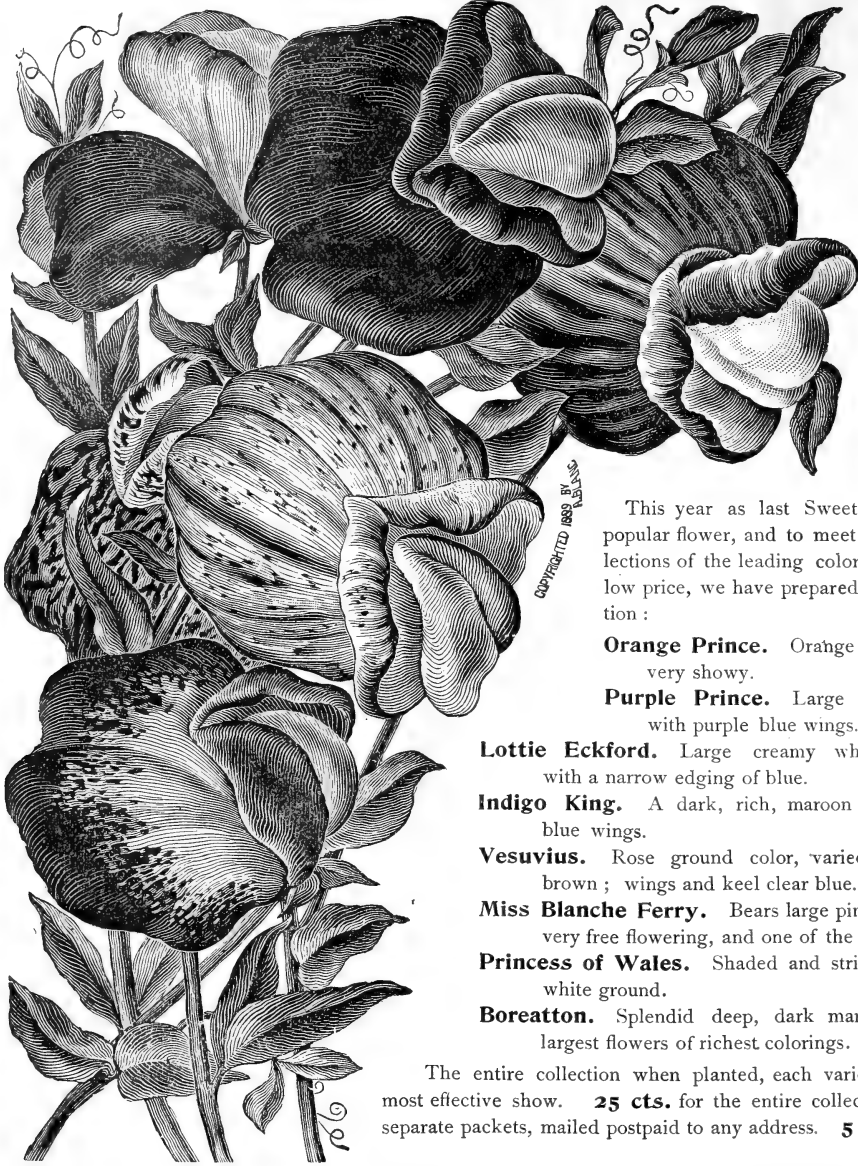 COPYRIGHTED 1889 BY
A.BLANC
This year as last Sweet
popular flower, and to meet
lections of the leading color
low price, we have prepared
tion :
Orange Prince. Orange
very showy.
Purple Prince. Large
with purple blue wings.
Lottie Eckford. Large creamy wh
with a narrow edging of blue.
Indigo King. A dark, rich, maroon
blue wings.
Vesuvius. Rose ground color, varie
brown ; wings and keel clear blue.
Miss Blanche Ferry. Bears large pin
very free flowering, and one of the
Princess of Wales. Shaded and stri
white ground.
Boreatton. Splendid deep, dark mar
largest flowers of richest colorings.
The entire collection when planted, each vari
most effective show. 25 cts. for the entire collec
separate packets, mailed postpaid to any address. 5